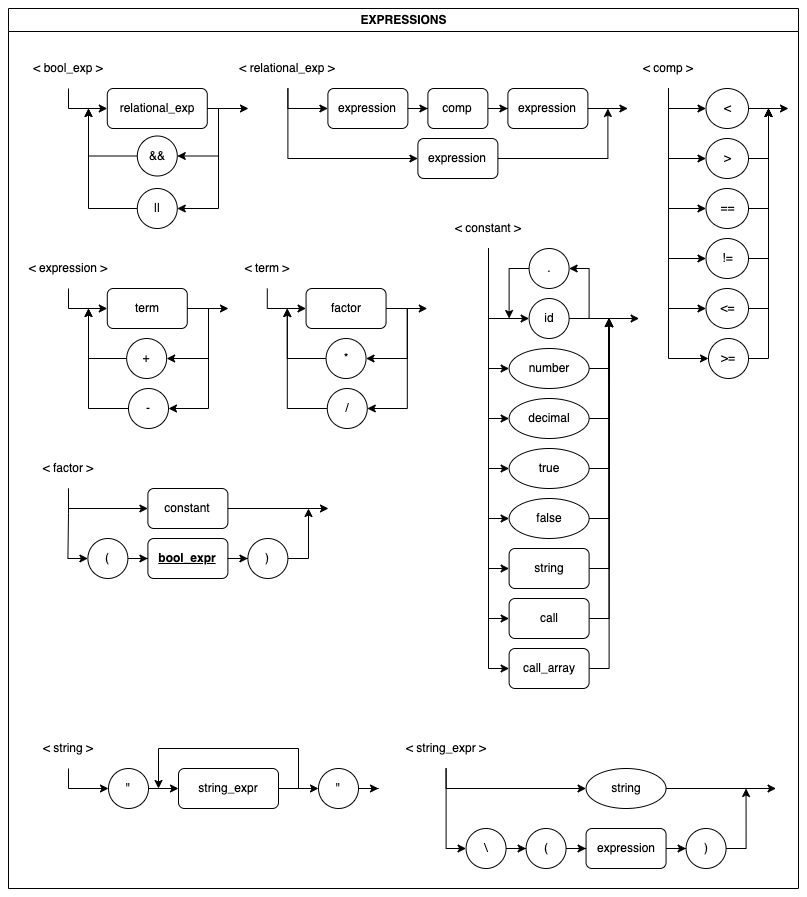 EXPRESSIONS
< bool_exp >
relational_exp
&&
||
< relational_exp >
expression
comp
expression
expression
< comp >
<
>
==
!=
<=
>=
< expression >
term
+
-
< term >
factor
*
/
< constant >
.
id
number
decimal
true
false
string
call
call_array
< factor >
constant
(
bool_expr
)
< string >
"
string_expr
"
< string_expr >
string
\
(
expression
)